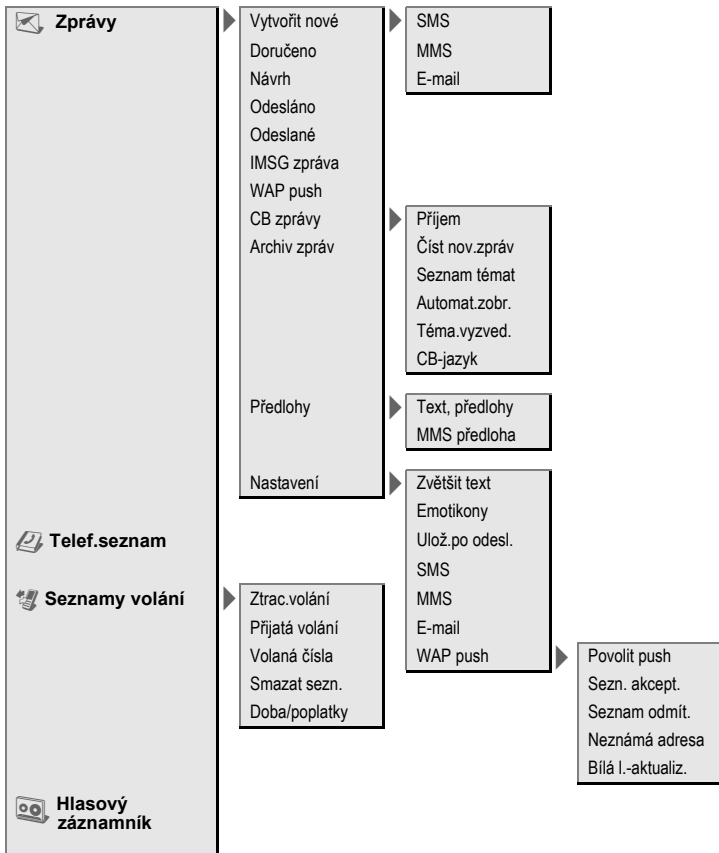 Zprávy
Vytvořit nové
Doručeno
Návrh
Odesláno
Odeslané
IMSG zpráva
WAP push
CB zprávy
Archiv zpráv
Předlohy
Nastavení
SMS
MMS
E-mail
Příjem
Číst nov.zpráv
Seznam témat
Automat.zobr.
Téma.vyzved.
CB-jazyk
Text, předlohy
MMS předloha
Zvětšit text
Emotikony
Ulož.po odesl.
SMS
MMS
E-mail
WAP push
Povolit push
Sezn. akcept.
Seznam odmít.
Neznámá adresa
Bílá l.-aktualiz.
Telef.seznam
Seznamy volání
Ztrac.volání
Přijatá volání
Volaná čísla
Smazat sezn.
Doba/poplatky
Hlasový
záznamník